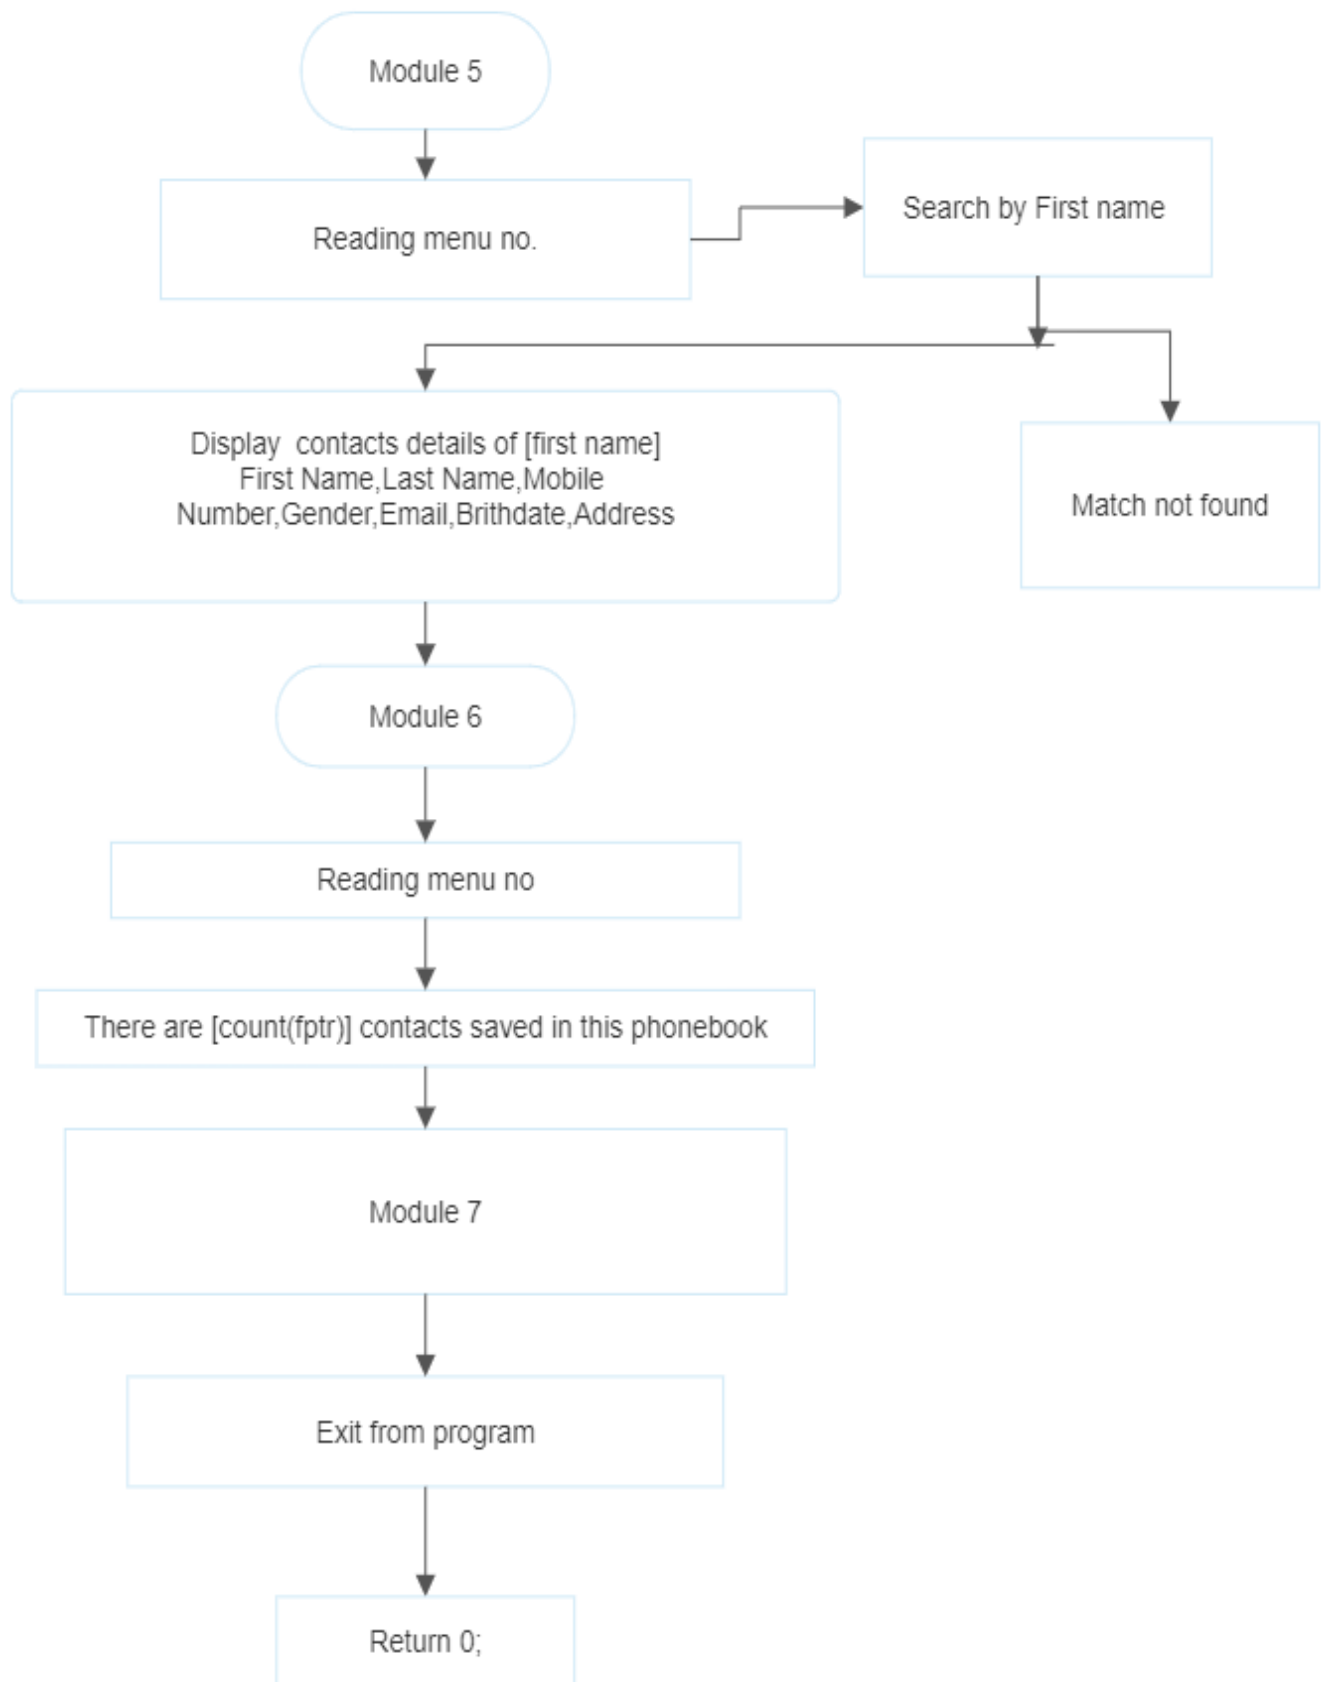 Module 5
Reading menu no.
Search by First name
Display  contacts details of [first name]
First Name,Last Name,Mobile
Number,Gender,Email,Brithdate,Address
Match not found
Module 6
Reading menu no
There are [count(fptr)] contacts saved in this phonebook
Module 7
Exit from program
Return 0;